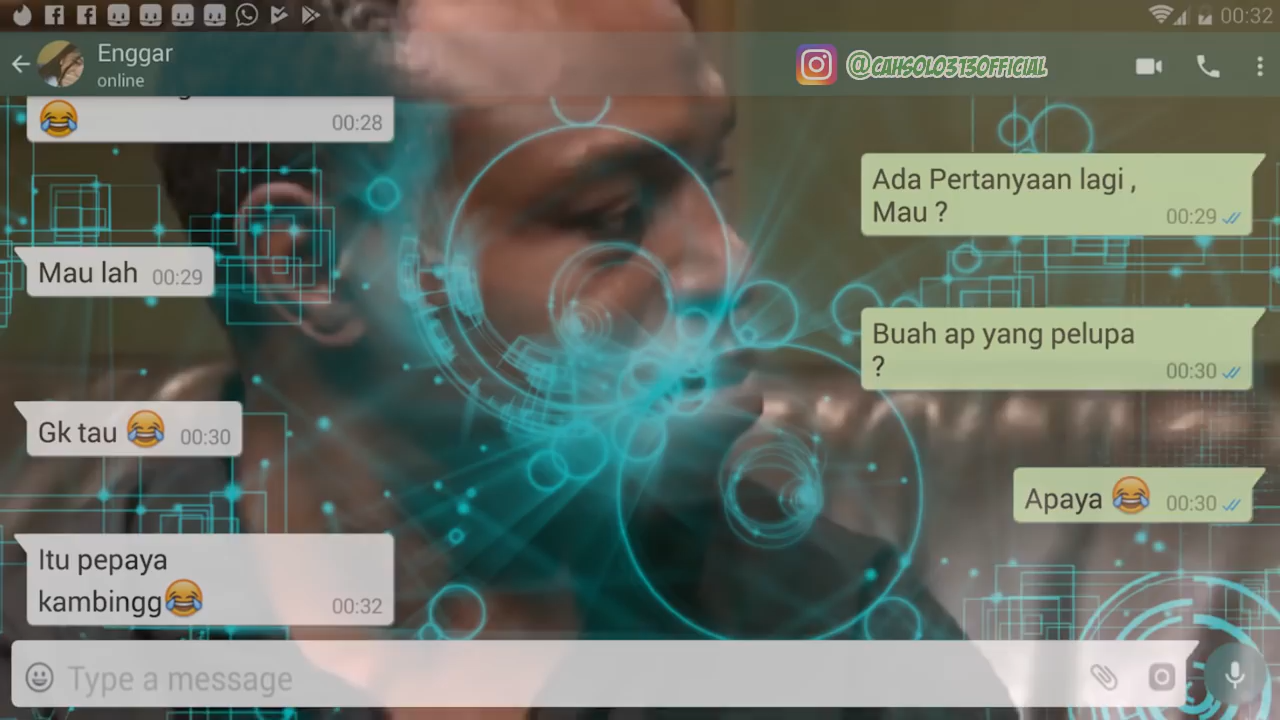 00:32
Enggar
online
@CAHSOLO313OFFICIAL
😂 00:28
Ada Pertanyaan lagi ,
Mau ?
00:29
Mau lah 00:29
Buah ap yang pelupa
?
00:30
Gk tau 😂 00:30
Apaya 😂 00:30
Itu pepaya
kambingg😂
00:32
Type a message